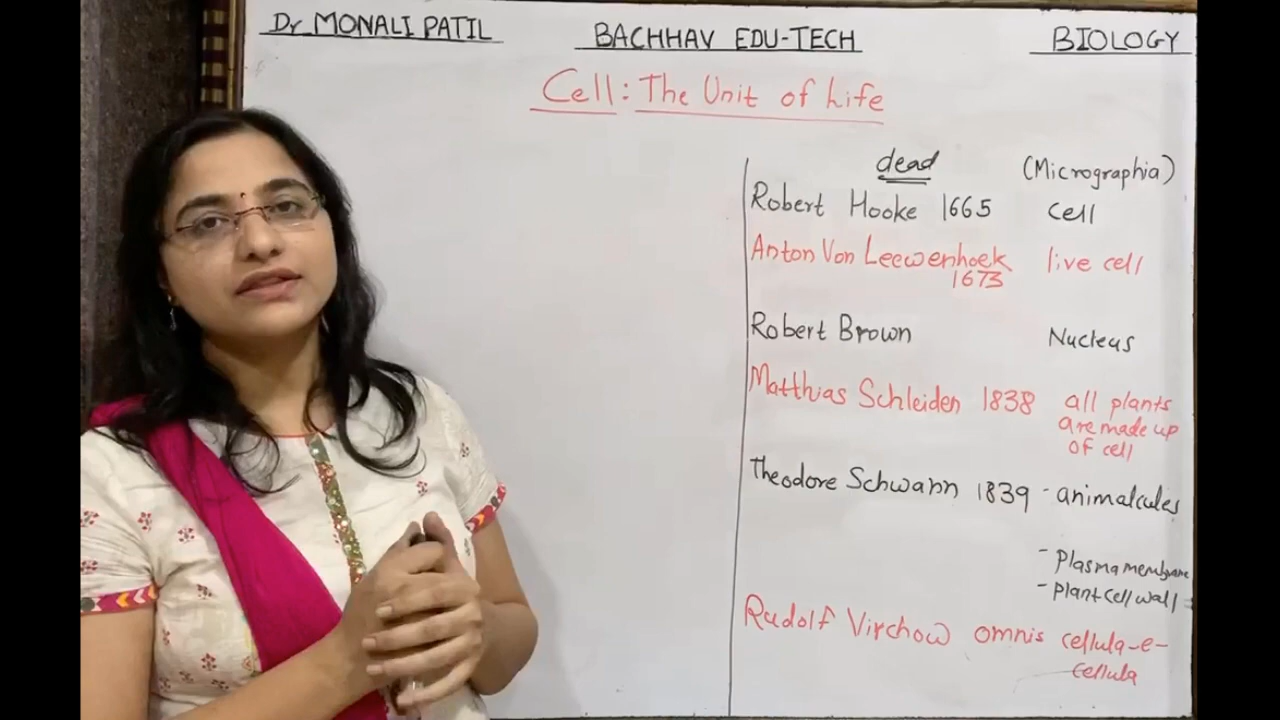 Dr MONALI PATIL
BACHHAV EDU-TECH
BIOLOGY
Cell: The Unit of Life
dead (Micrographia)
Robert Hooke 1665 cell
Anton Von Leewenhoek live cell
1673
Robert Brown Nucleus
Matthias Schleiden 1838 all plants
are made up
of cell
Theodore Schwann 1839 - animalcules
- Plasma membrane
- plant cell wall
Rudolf Virchow omnis cellula-e-
cellula